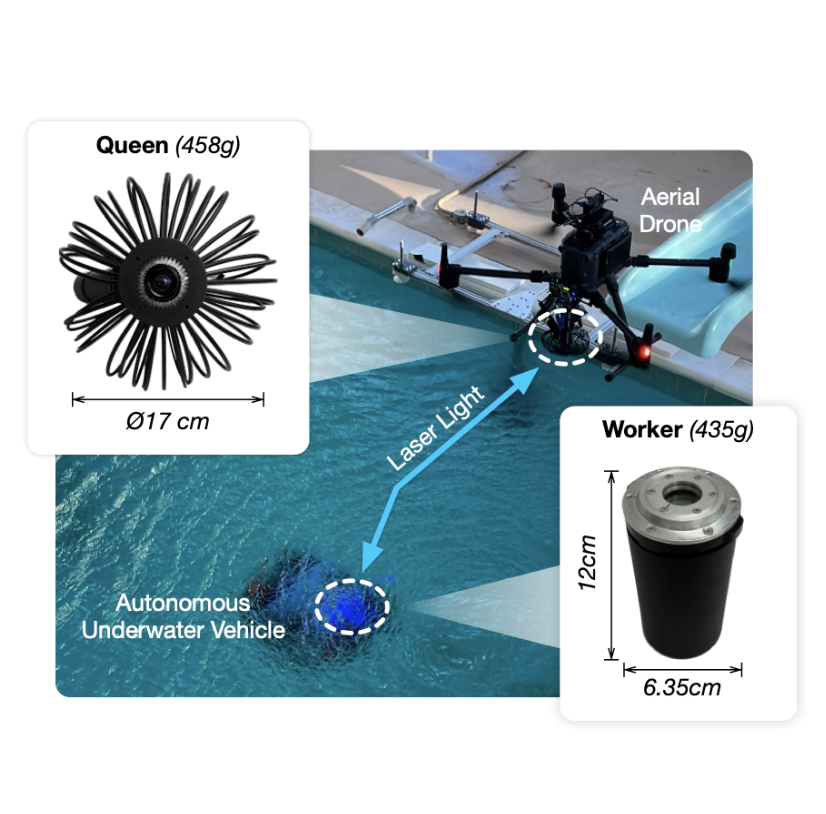 Queen (458g)
Ø17 cm
Aerial
Drone
Laser Light
Autonomous
Underwater Vehicle
Worker (435g)
12cm
6.35cm